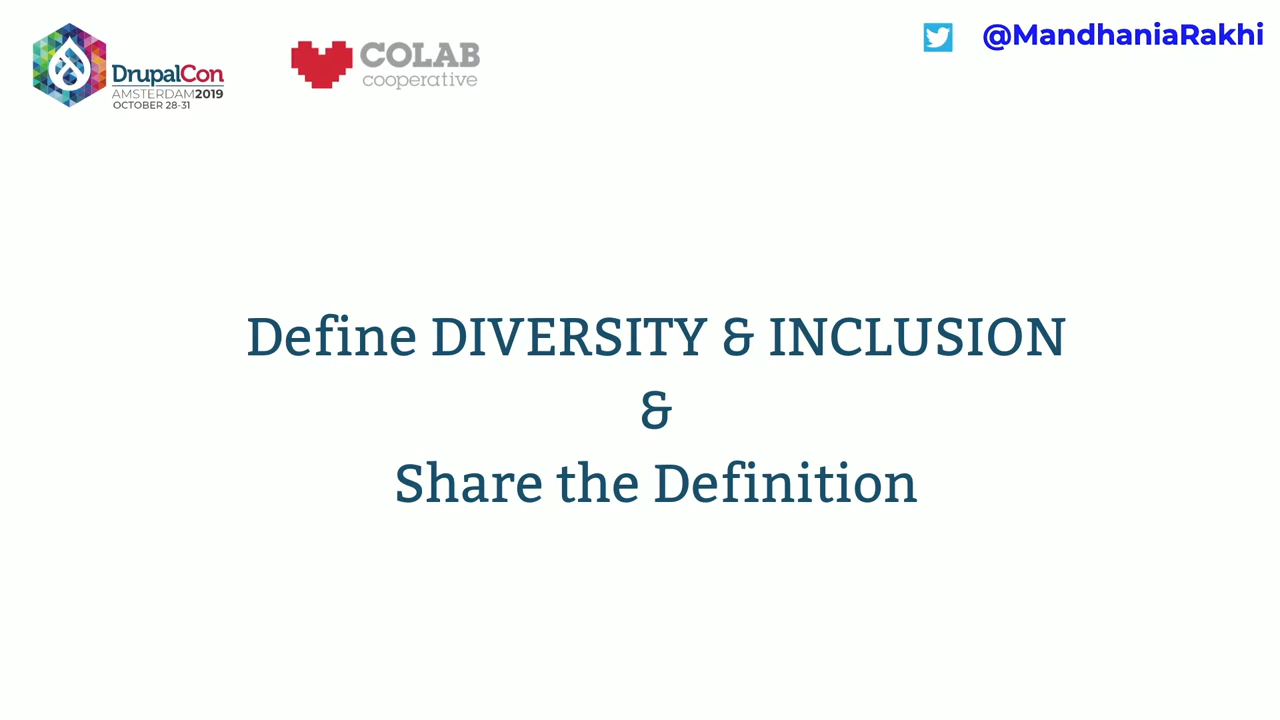 DrupalCon
AMSTERDAM2019
OCTOBER 28-31
COLAB
cooperative
@MandhaniaRakhi
Define DIVERSITY & INCLUSION
&
Share the Definition